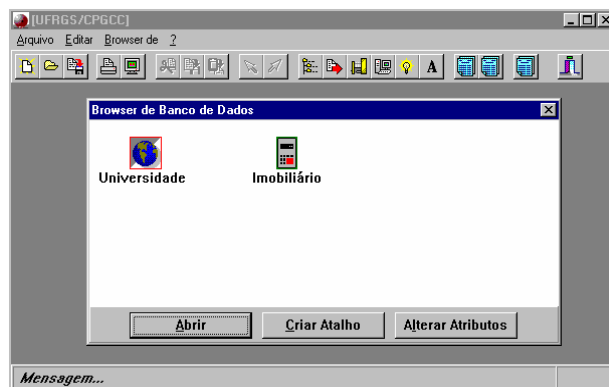 [UFRGS/CPGCC]
Arquivo Editar Browser de ?
A
Browser de Banco de Dados
Universidade Imobiliário
Abrir Criar Atalho Alterar Atributos
Mensagem...